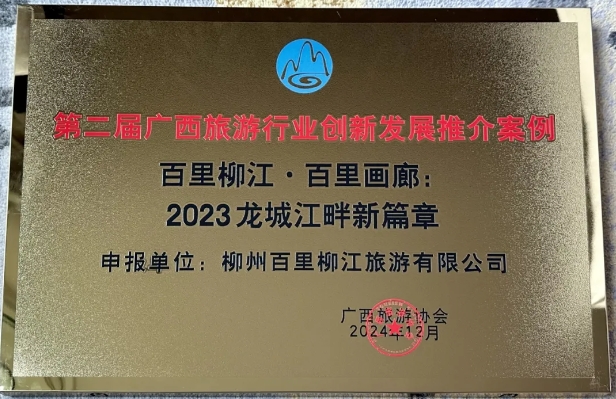 第二届广西旅游行业创新发展推介案例
百里柳江·百里画廊：
2023龙城江畔新篇章
申报单位：柳州百里柳江旅游有限公司
广西旅游协会
2024年12月